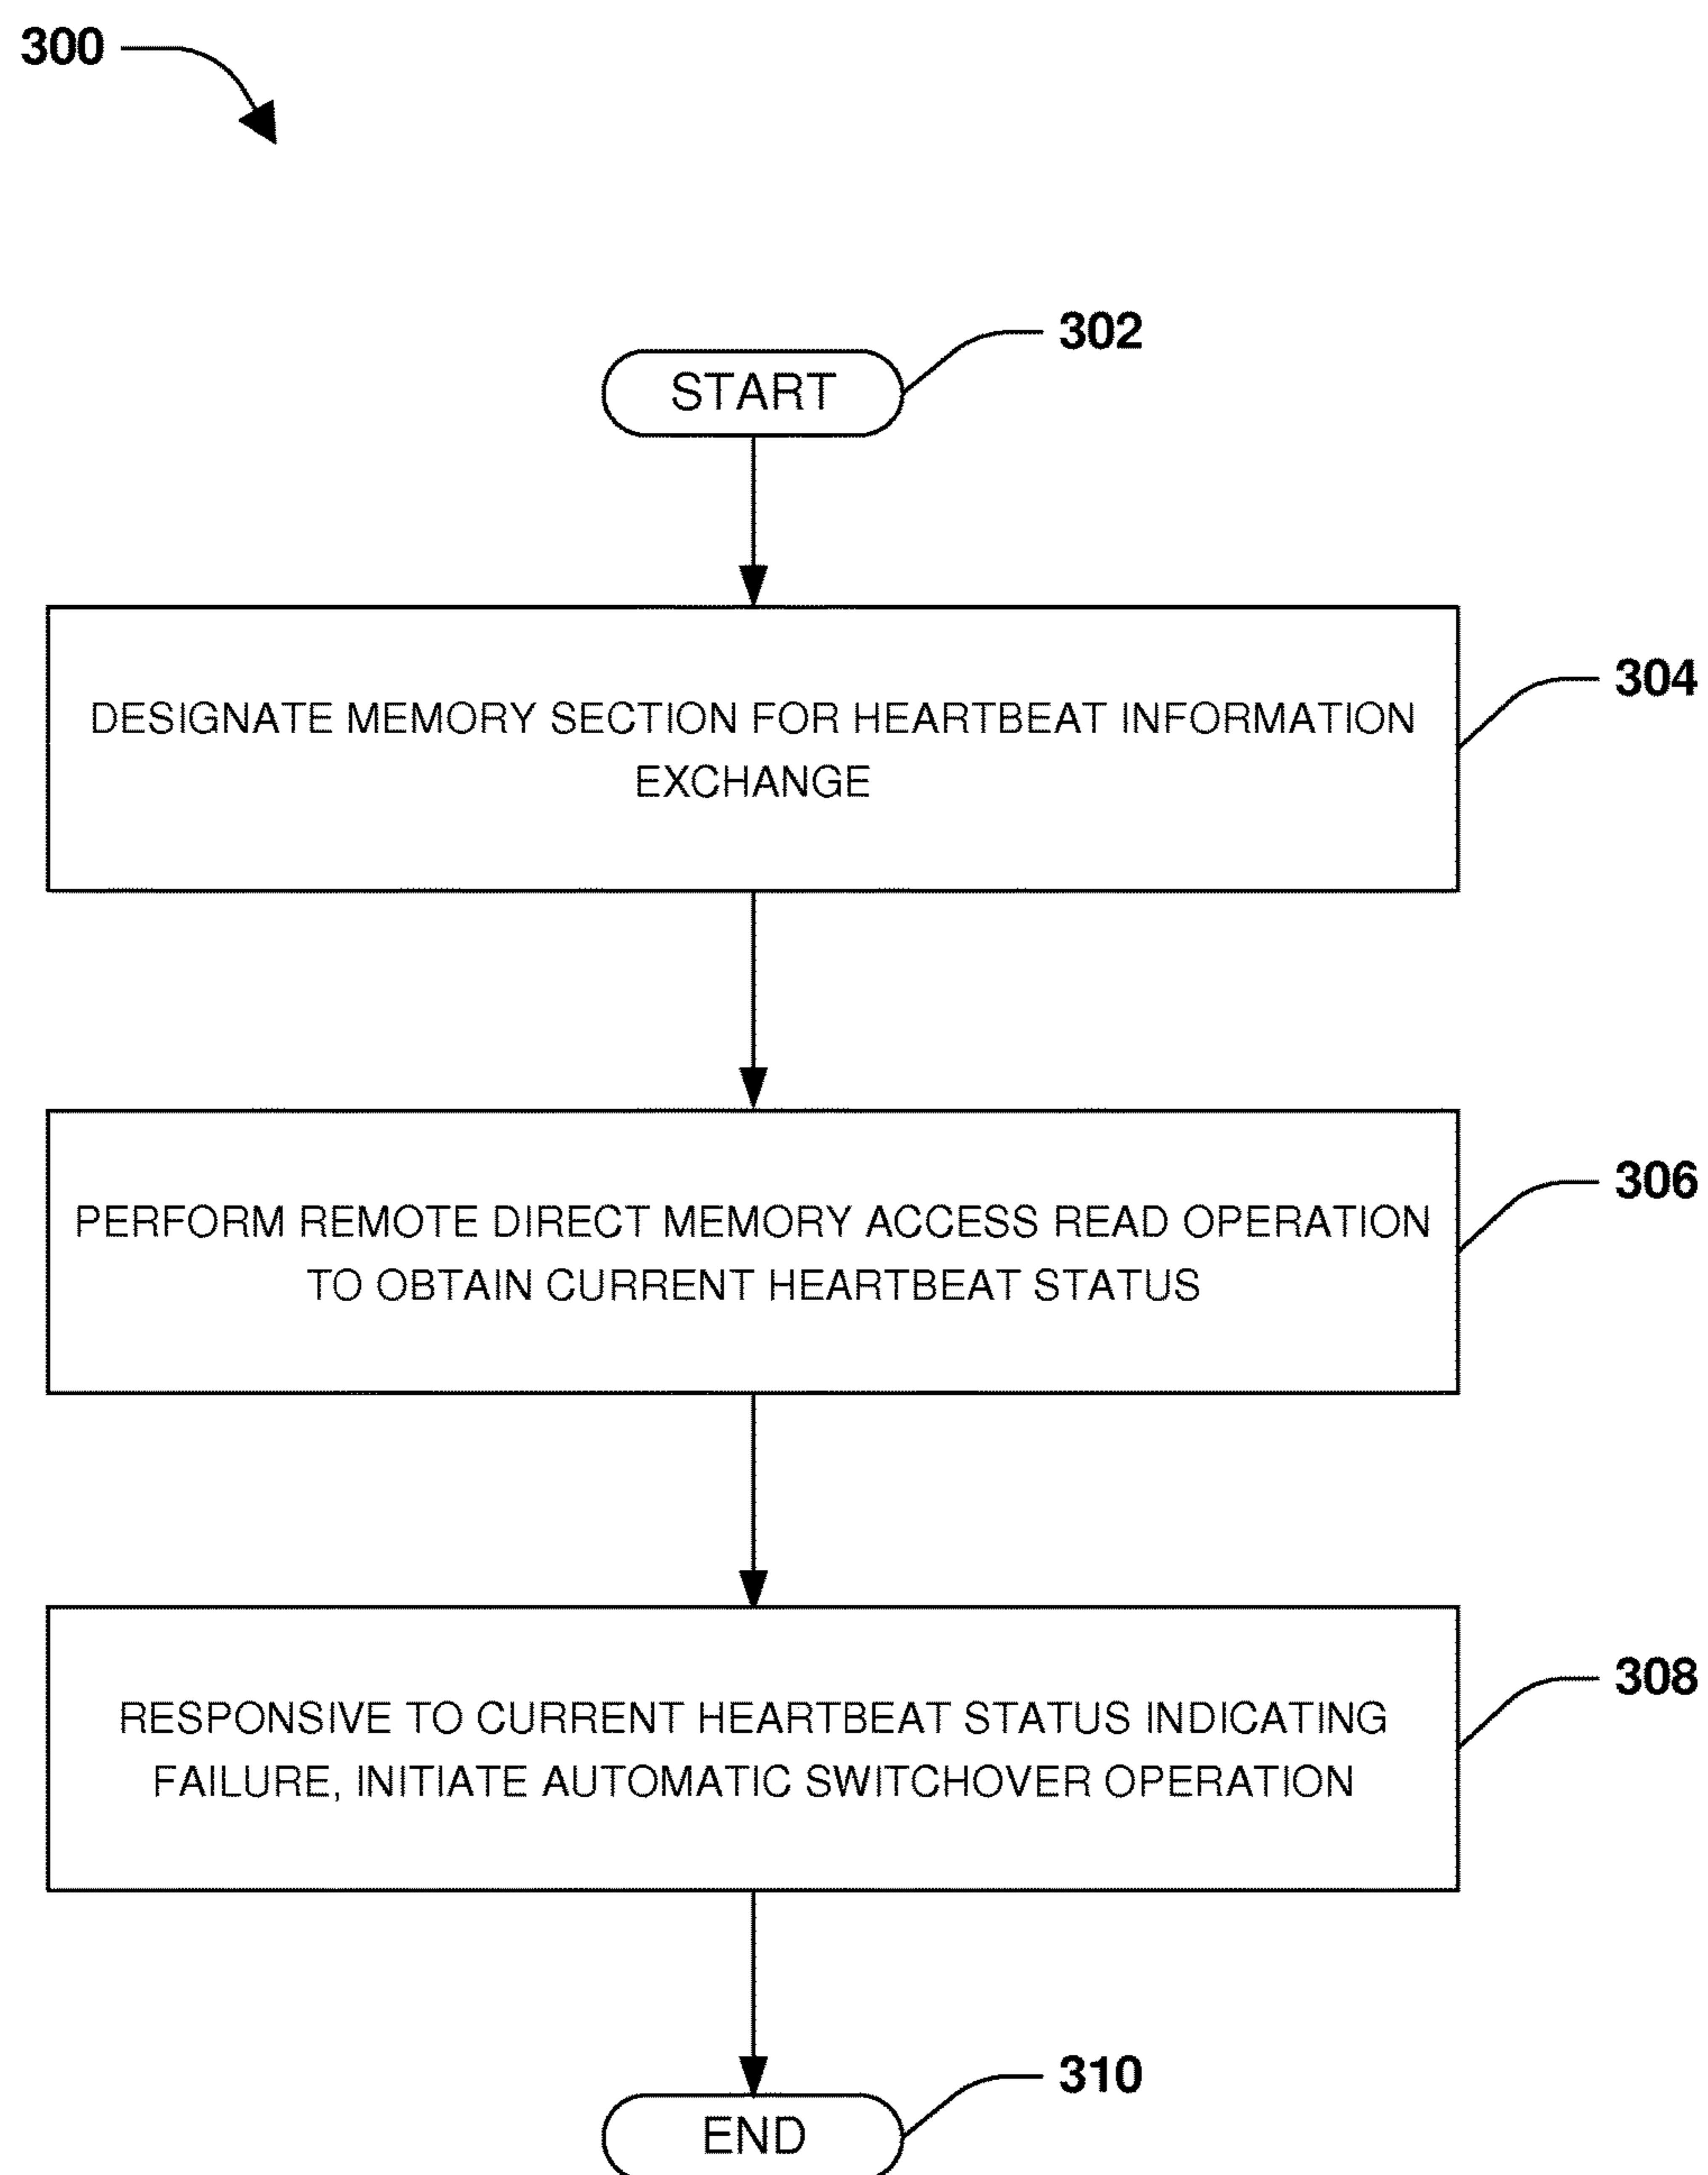 300
302
START
304
DESIGNATE MEMORY SECTION FOR HEARTBEAT INFORMATION
EXCHANGE
306
PERFORM REMOTE DIRECT MEMORY ACCESS READ OPERATION
TO OBTAIN CURRENT HEARTBEAT STATUS
308
RESPONSIVE TO CURRENT HEARTBEAT STATUS INDICATING
FAILURE, INITIATE AUTOMATIC SWITCHOVER OPERATION
310
END